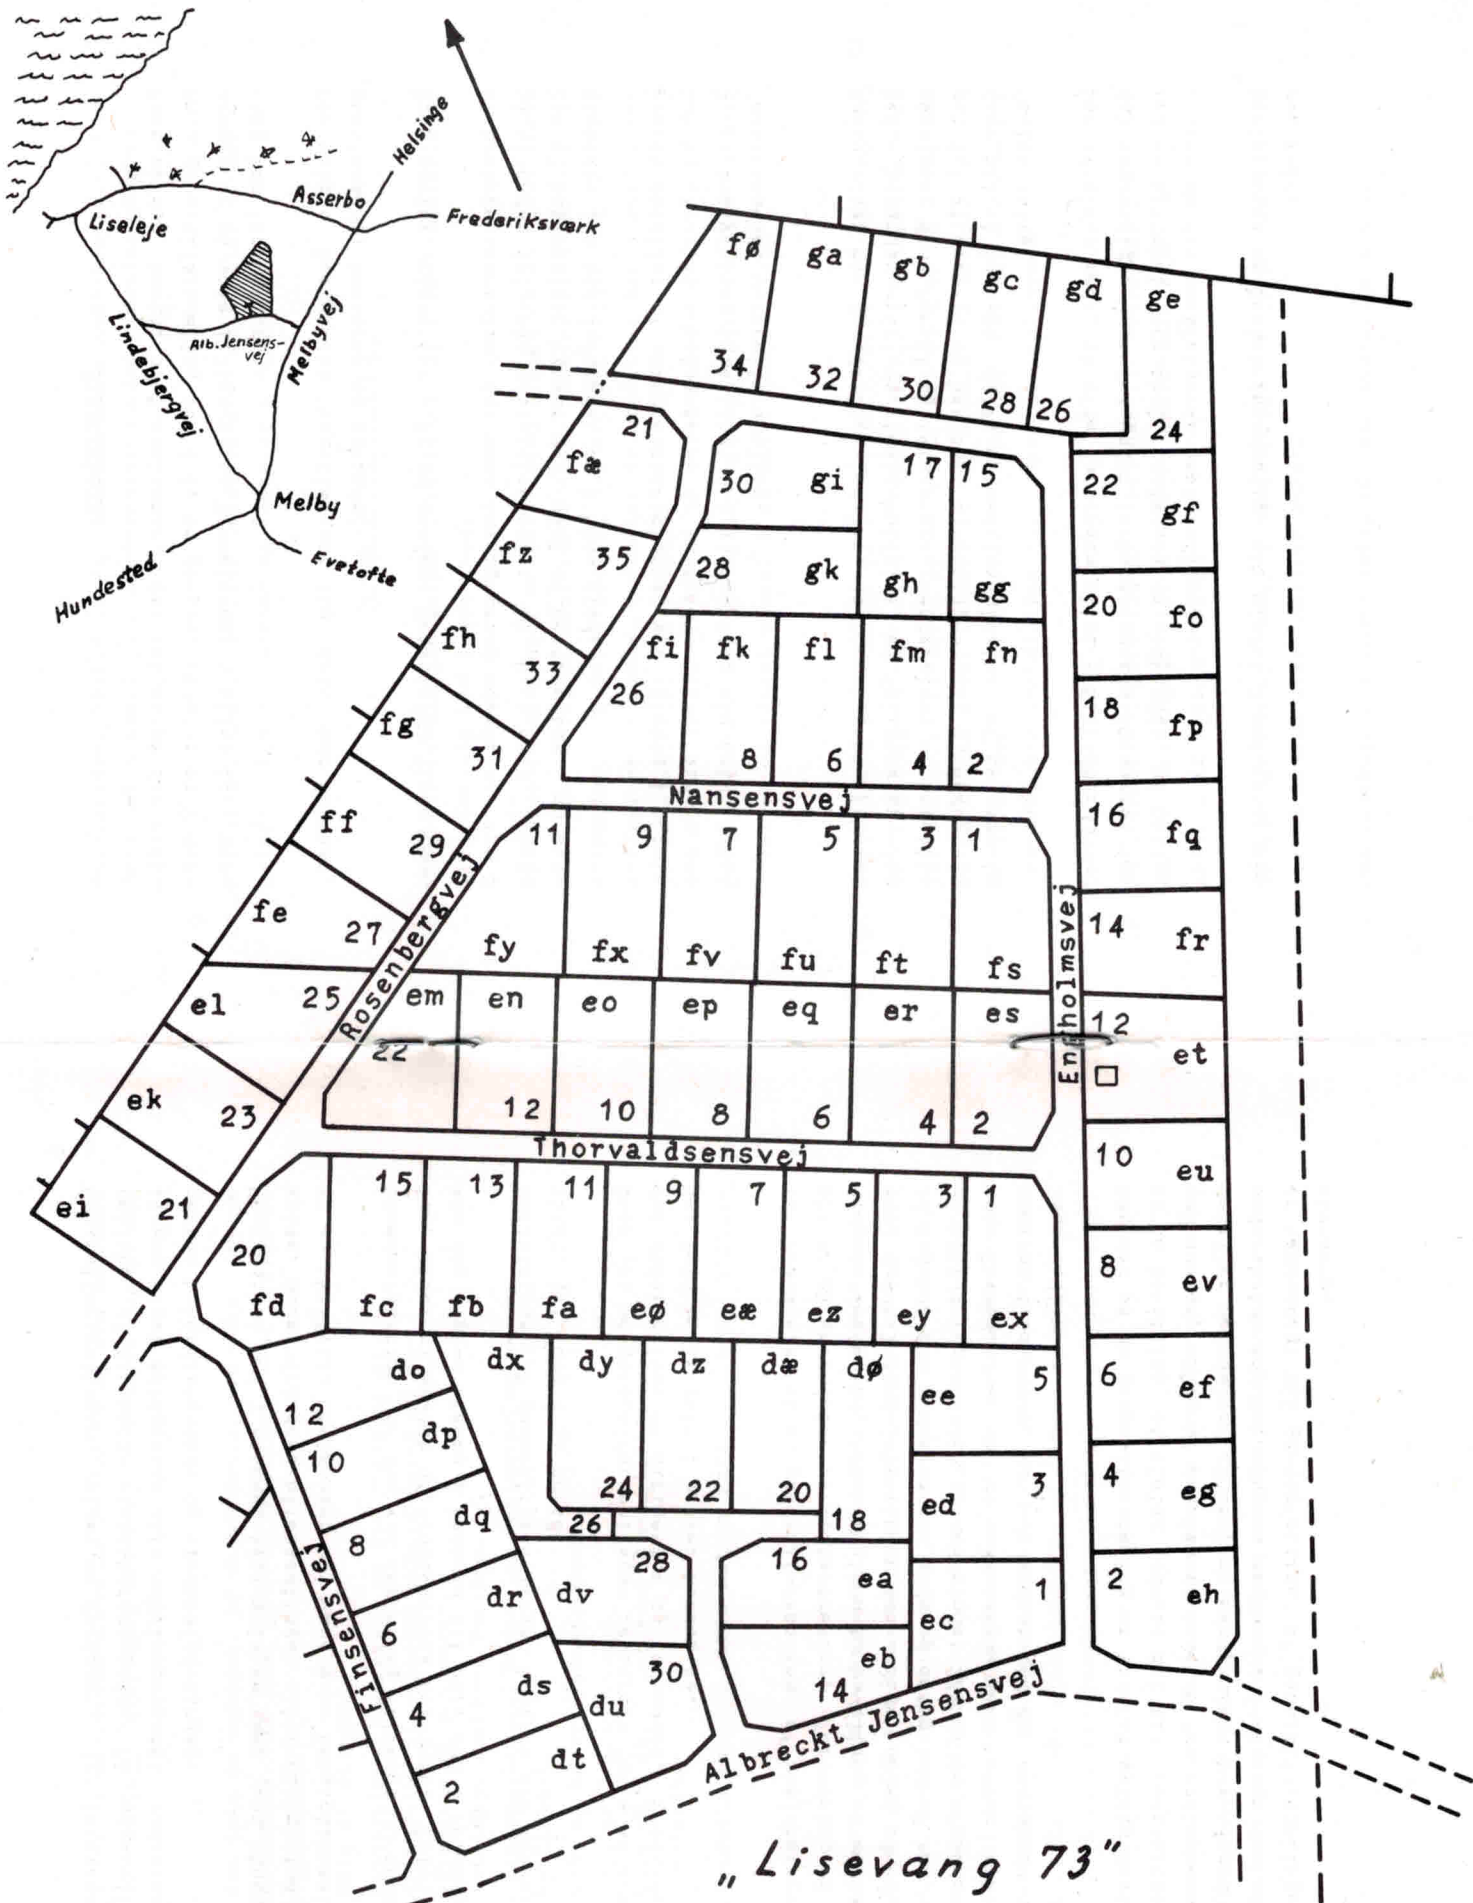 Helsinge
Asserbo
Frederiksværk
Liseleje
Lindebjergvej
Alb. Jensens-
vej
Melbyvej
Melby
Hundested
Evetofte
fø ga gb gc gd ge
34 32 30 28 26 24
21
fæ
30 gi 17 15
22
gf
fz 35
28 gk gh gg
20 fo
fh
33
fi fk fl fm fn
26
8 6 4 2
18 fp
fg
31
Nansensvej
16 fq
ff
29
11 9 7 5 3 1
fy fx fv fu ft fs
14 fr
fe
27
Rosenbergvej
Enfholmsvej
el 25
em en eo ep eq er es
22
12 10 8 6 4 2
12
et
ek
23
Thorvaldsensvej
10 eu
ei 21
15 13 11 9 7 5 3 1
20
fd fc fb fa eø eæ ez ey ex
8 ev
do dx dy dz dæ dø
12
ee 5
6 ef
10 dp
24 22 20
26 18
ed 3
4 eg
8 dq
28
dv
16
ea
ec 1
2 eh
Finsensvej
6 dr
30
du
eb
14
4 ds
2 dt
Albreckt Jensensvej
„Lisevang 73”